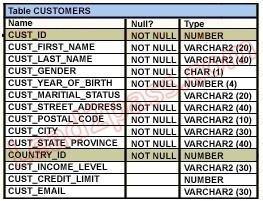 Table CUSTOMERS
Name Null? Type
CUST_ID NOT NULL NUMBER
CUST_FIRST_NAME NOT NULL VARCHAR2 (20)
CUST_LAST_NAME NOT NULL VARCHAR2 (40)
CUST_GENDER NOT NULL CHAR (1)
CUST_YEAR_OF_BIRTH NOT NULL NUMBER (4)
CUST_MARITIAL_STATUS VARCHAR2 (20)
CUST_STREET_ADDRESS NOT NULL VARCHAR2 (40)
CUST_POSTAL_CODE NOT NULL VARCHAR2 (10)
CUST_CITY NOT NULL VARCHAR2 (30)
CUST_STATE_PROVINCE NOT NULL VARCHAR2 (40)
COUNTRY_ID NOT NULL NUMBER
CUST_INCOME_LEVEL VARCHAR2 (30)
CUST_CREDIT_LIMIT NUMBER
CUST_EMAIL VARCHAR2 (30)